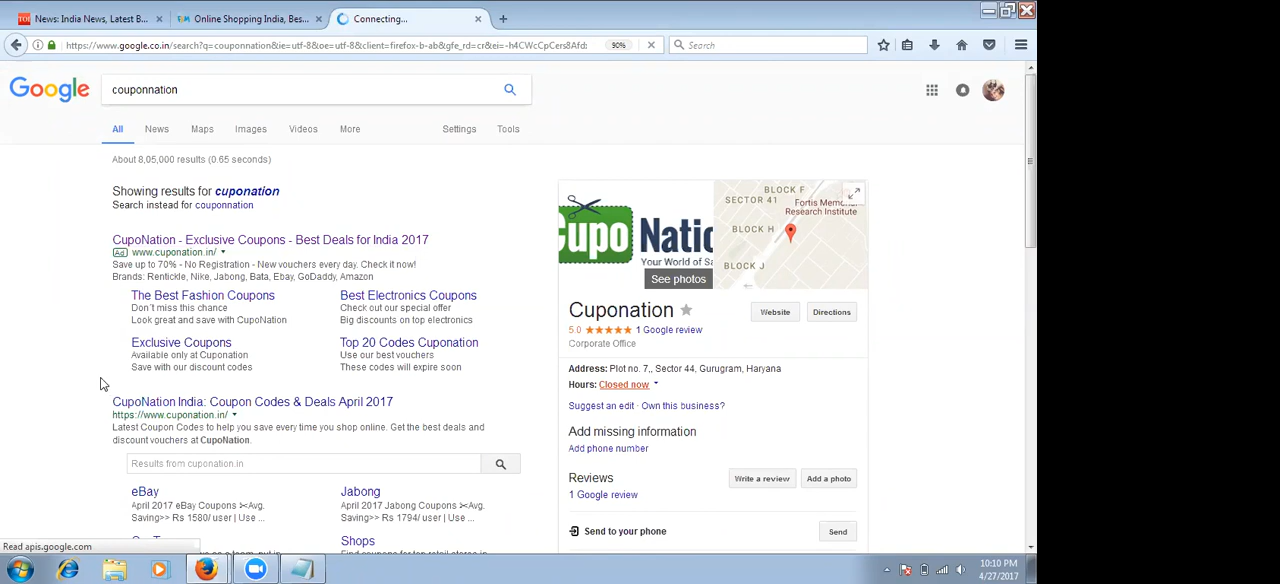 News: India News, Latest B...
Online Shopping India, Bes...
Connecting...
https://www.google.co.in/search?q=couponnation&ie=utf-8&oe=utf-8&client=firefox-b-ab&gfe_rd=cr&ei=-h4CWcCpCers8Afd
90%
Search
Google
couponnation
All
News
Maps
Images
Videos
More
Settings
Tools
About 8,05,000 results (0.65 seconds)
Showing results for cuponation
Search instead for couponnation
CupoNation - Exclusive Coupons - Best Deals for India 2017
Ad www.cuponation.in/
Save up to 70% - No Registration - New vouchers every day. Check it now!
Brands: Rentickle, Nike, Jabong, Bata, Ebay, GoDaddy, Amazon
The Best Fashion Coupons
Don´t miss this chance
Look great and save with CupoNation
Best Electronics Coupons
Check out our special offer
Big discounts on top electronics
Exclusive Coupons
Available only at Cuponation
Save with our discount codes
Top 20 Codes Cuponation
Use our best vouchers
These codes will expire soon
CupoNation India: Coupon Codes & Deals April 2017
https://www.cuponation.in/
Latest Coupon Codes to help you save every time you shop online. Get the best deals and
discount vouchers at CupoNation.
Results from cuponation.in
eBay
April 2017 eBay Coupons ✂Avg.
Saving>> Rs 1580/ user | Use ...
Jabong
April 2017 Jabong Coupons ✂Avg.
Saving>> Rs 1794/ user | Use ...
Shops
BLOCK F
SECTOR 41
Fortis Memor
Research Institute
BLOCK H
BLOCK J
Cupo Natio
Your World of Sa
See photos
Cuponation
Website
Directions
5.0 ★★★★★ 1 Google review
Corporate Office
Address: Plot no. 7,, Sector 44, Gurugram, Haryana
Hours: Closed now
Suggest an edit · Own this business?
Add missing information
Add phone number
Reviews
Write a review
Add a photo
1 Google review
Send to your phone
Send
Read apis.google.com
10:10 PM
4/27/2017